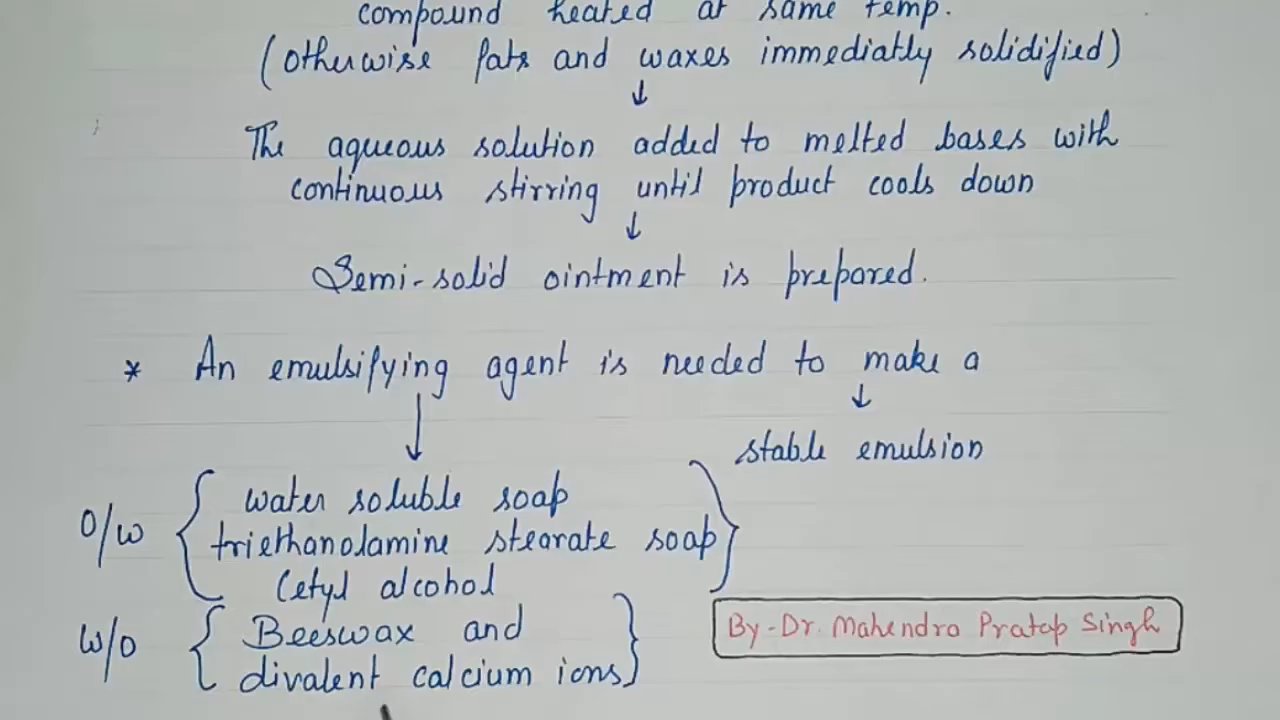 compound heated at same temp.
(Otherwise fats and waxes immediatly solidified)
↓
The aqueous solution added to melted bases with
continuous stirring until product cools down
↓
Semi-solid ointment is prepared.
* An emulsifying agent is needed to make a
↓
stable emulsion
↓
O/W { water soluble soap
triethanolamine stearate soap
Cetyl alcohol }
W/O { Beeswax and
divalent calcium ions }
By-Dr. Mahendra Pratap Singh